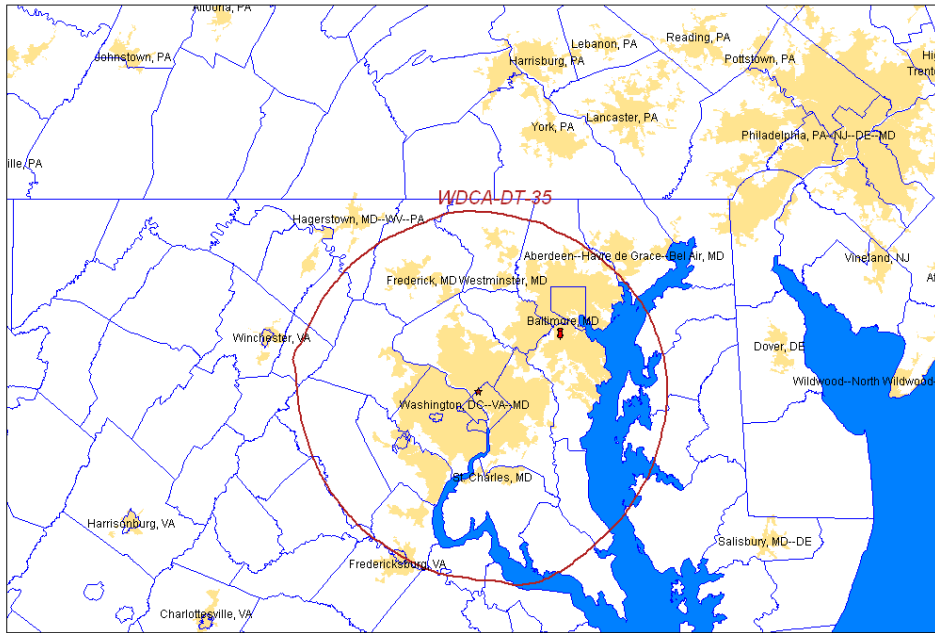 Altoona, PA
Johnstown, PA
Lebanon, PA
Reading, PA
Harrisburg, PA
Pottstown, PA
Lancaster, PA
York, PA
Philadelphia, PA--NJ--DE--MD
ille, PA
WDCA-DT-35
Hagerstown, MD--WV--PA
Aberdeen--Havre de Grace--Bel Air, MD
Vineland, NJ
Frederick, MD
Westminster, MD
Baltimore, MD
Winchester, VA
Dover, DE
Wildwood--North Wildwood--
Washington, DC--VA--MD
St. Charles, MD
Harrisonburg, VA
Salisbury, MD--DE
Fredericksburg, VA
Charlottesville, VA